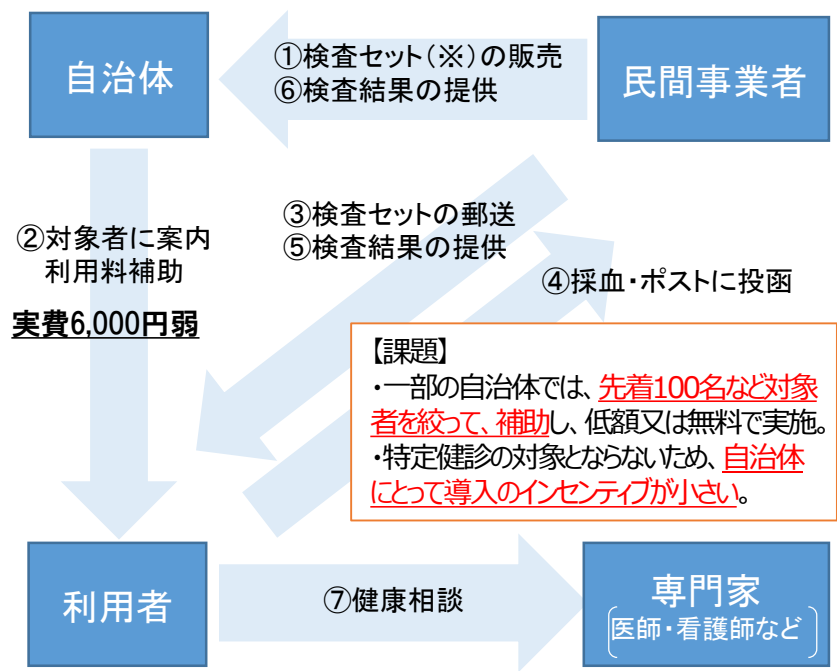 自治体
①検査セット(※)の販売
⑥検査結果の提供
民間事業者
②対象者に案内
利用料補助
実費6,000円弱
③検査セットの郵送
⑤検査結果の提供
④採血・ポストに投函
【課題】
・一部の自治体では、先着100名など対象
者を絞って、補助し、低額又は無料で実施。
・特定健診の対象とならないため、自治体
にとって導入のインセンティブが小さい。
利用者
⑦健康相談
専門家
医師・看護師など